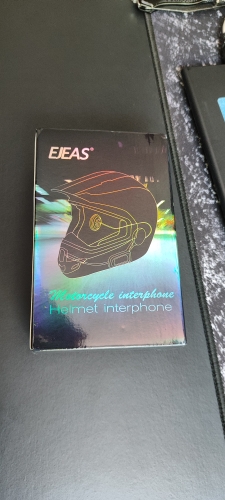 EJEAS®
Motorcycle interphone
Helmet interphone